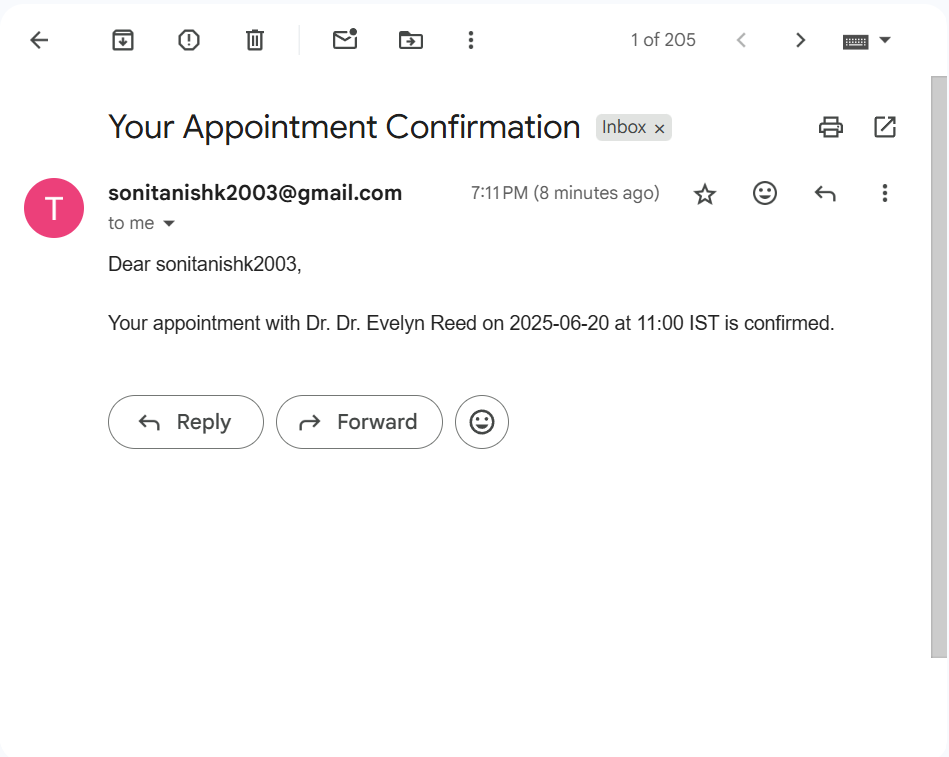 1 of 205
Your Appointment Confirmation Inbox ×
T
sonitanishk2003@gmail.com 7:11 PM (8 minutes ago)
to me
Dear sonitanishk2003,
Your appointment with Dr. Dr. Evelyn Reed on 2025-06-20 at 11:00 IST is confirmed.
Reply Forward